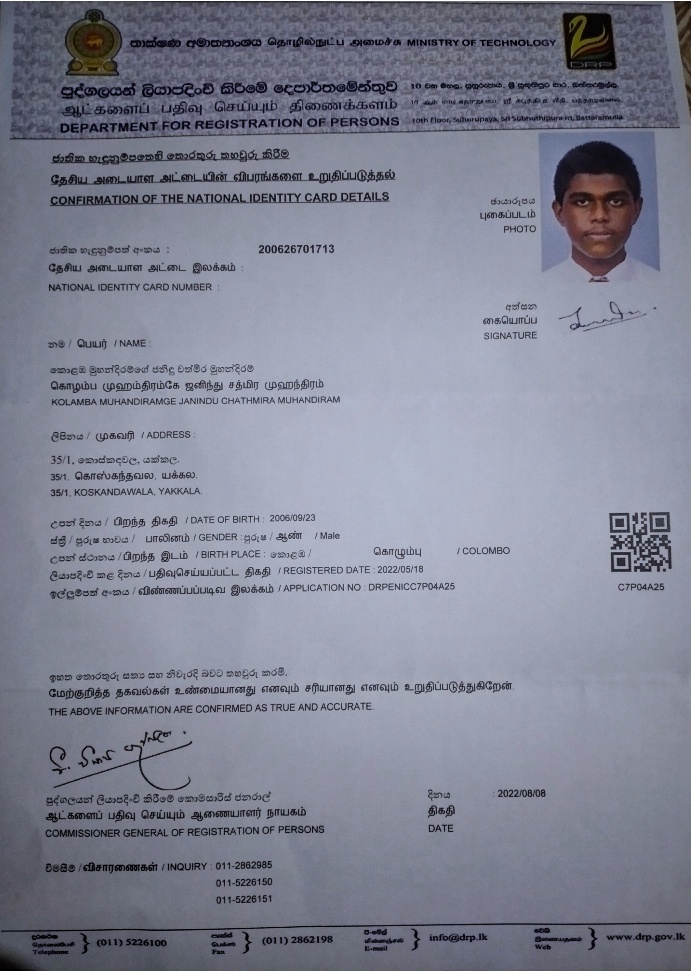 තාක්ෂණ අමාත්‍යාංශය தொழில்நுட்ப அமைச்சு MINISTRY OF TECHNOLOGY
DRP
පුද්ගලයන් ලියාපදිංචි කිරීමේ දෙපාර්තමේන්තුව
ஆட்களைப் பதிவு செய்யும் திணைக்களம்
DEPARTMENT FOR REGISTRATION OF PERSONS
10 වන මහල, සුහුරුපාය, ශ්‍රී සුභූතිපුර පාර, බත්තරමුල්ල.
10th Floor, Suhurupaya, Sri Subhuthipura rd, Battaramulla.
ජාතික හැඳුනුම්පතෙහි තොරතුරු තහවුරු කිරීම
தேசிய அடையாள அட்டையின் விபரங்களை உறுதிப்படுத்தல்
CONFIRMATION OF THE NATIONAL IDENTITY CARD DETAILS
ඡායාරූපය
புகைப்படம்
PHOTO
ජාතික හැඳුනුම්පත් අංකය : 200626701713
தேசிய அடையாள அட்டை இலக்கம் :
NATIONAL IDENTITY CARD NUMBER :
අත්සන
கையொப்ப
SIGNATURE
නම / பெயர் / NAME :
කොළඹ මුහන්දිරම්ගේ ජනිඳු චත්මිර මුහන්දිරම්
கொழம்ப முஹம்திரம்கே ஜனிந்து சத்மிர முஹந்திரம்
KOLAMBA MUHANDIRAMGE JANINDU CHATHMIRA MUHANDIRAM
ලිපිනය / முகவரி / ADDRESS :
35/1, කොස්කඳවල, යක්කල.
35/1, கொஸ்கந்தவல, யக்கல.
35/1, KOSKANDAWALA, YAKKALA.
උපන් දිනය / பிறந்த திகதி / DATE OF BIRTH : 2006/09/23
ස්ත්‍රී / පුරුෂ භාවය / பாலினம் / GENDER : පුරුෂ / ஆண் / Male
උපන් ස්ථානය / பிறந்த இடம் / BIRTH PLACE : කොළඹ / கொழும்பு / COLOMBO
ලියාපදිංචි කළ දිනය / பதிவுசெய்யப்பட்ட திகதி / REGISTERED DATE : 2022/05/18
ඉල්ලුම්පත් අංකය / விண்ணப்பப்படிவ இலக்கம் / APPLICATION NO : DRPENICC7P04A25
C7P04A25
ඉහත තොරතුරු සත්‍ය සහ නිවැරදි බවට තහවුරු කරමි.
மேற்குறித்த தகவல்கள் உண்மையானது எனவும் சரியானது எனவும் உறுதிப்படுத்துகிறேன்.
THE ABOVE INFORMATION ARE CONFIRMED AS TRUE AND ACCURATE.
පුද්ගලයන් ලියාපදිංචි කිරීමේ කොමසාරිස් ජනරාල්
ஆட்களைப் பதிவு செய்யும் ஆணையாளர் நாயகம்
COMMISSIONER GENERAL OF REGISTRATION OF PERSONS
දිනය : 2022/08/08
திகதி
DATE
විමසීම / விசாரணைகள் / INQUIRY : 011-2862985
011-5226150
011-5226151
දුරකථන
தொலைபேசி
Telephone
(011) 5226100
ෆැක්ස්
Fax
(011) 2862198
ඊ-මේල්
மின்னஞ்சல்
E-mail
info@drp.lk
වෙබ්
இணையதளம்
Web
www.drp.gov.lk